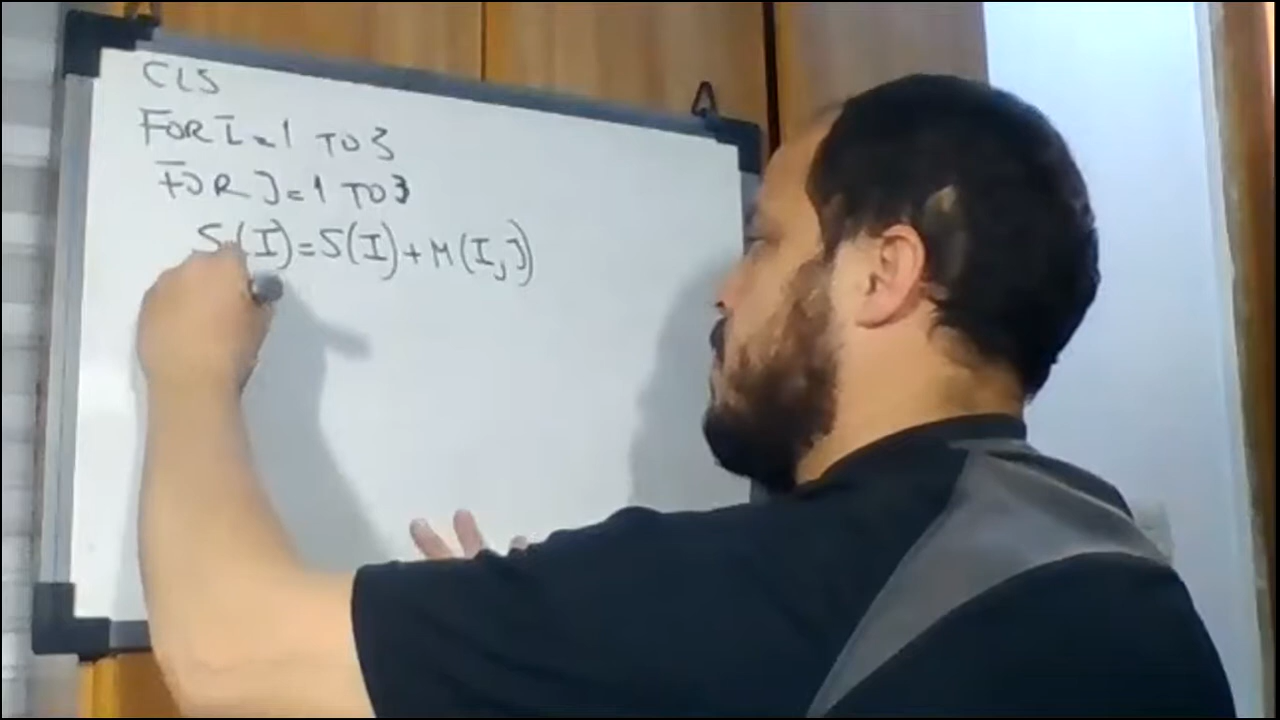 CLS
FOR I=1 TO 3
FOR J=1 TO 3
S(I)=S(I)+M(I,J)